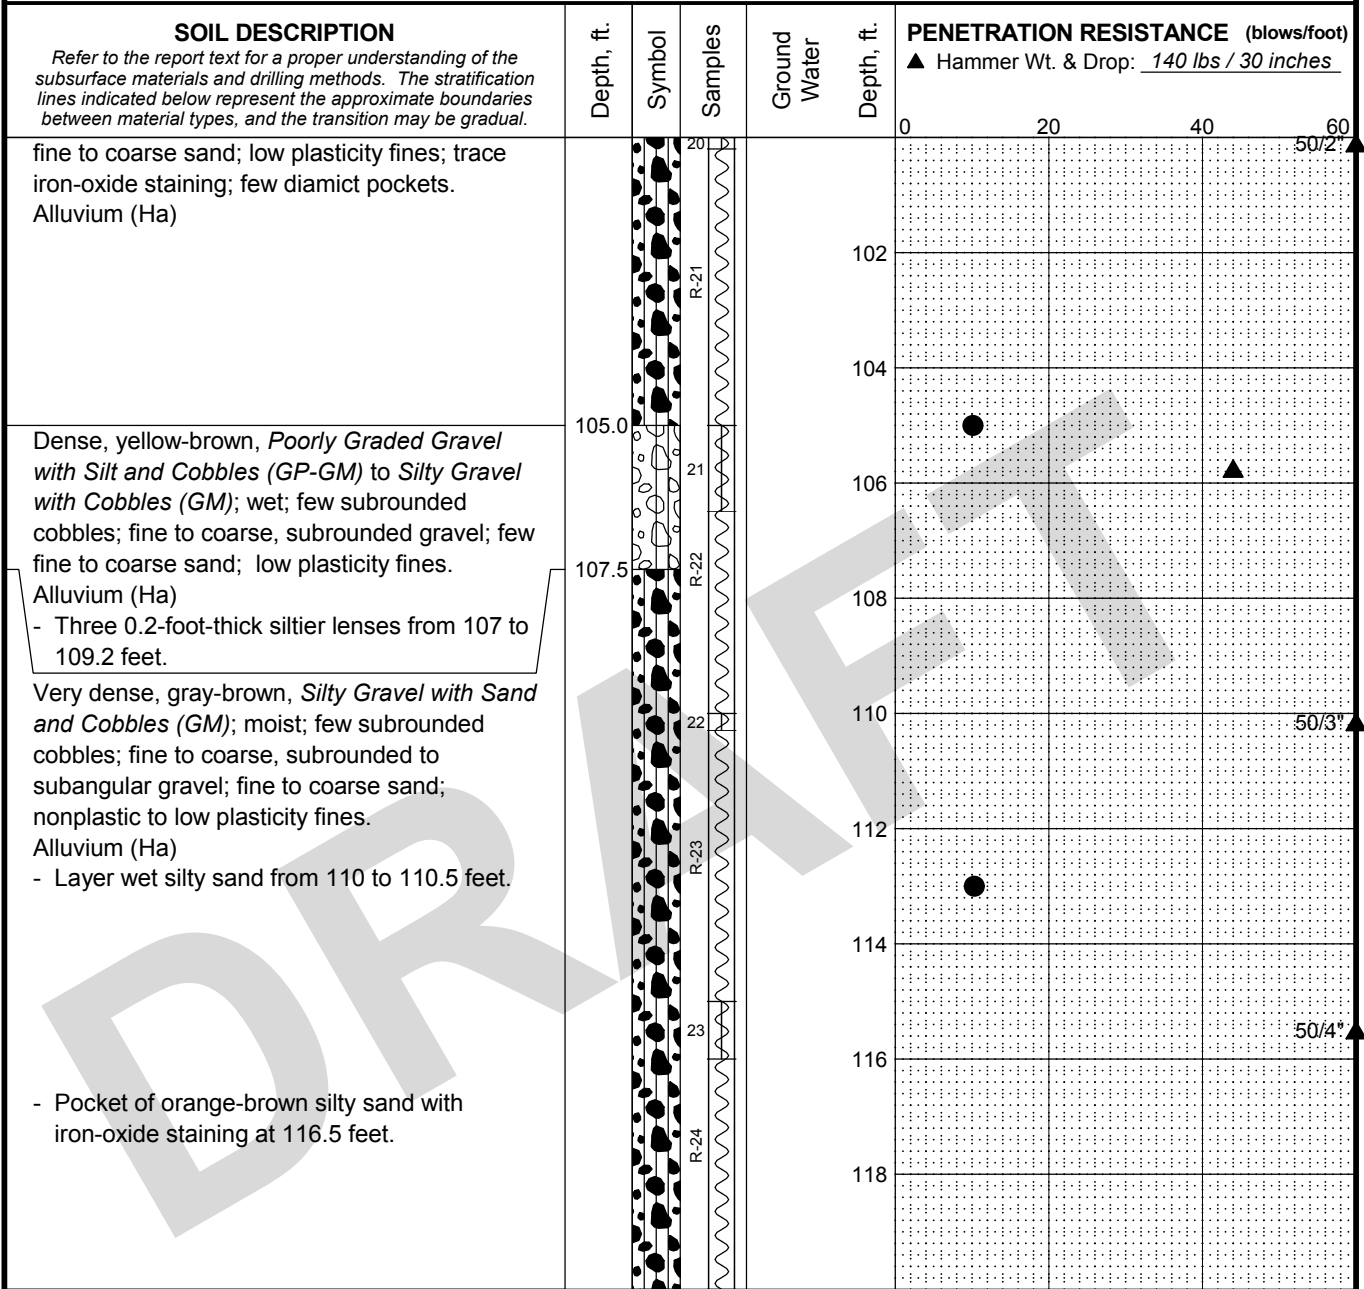 SOIL DESCRIPTION
Refer to the report text for a proper understanding of the
subsurface materials and drilling methods. The stratification
lines indicated below represent the approximate boundaries
between material types, and the transition may be gradual.
Depth, ft.
Symbol
Samples
Ground
Water
Depth, ft.
PENETRATION RESISTANCE (blows/foot)
▲ Hammer Wt. & Drop: 140 lbs / 30 inches
0 20 40 60
fine to coarse sand; low plasticity fines; trace
iron-oxide staining; few diamict pockets.
Alluvium (Ha)
20
50/2"
102
R-21
104
105.0
Dense, yellow-brown, Poorly Graded Gravel
with Silt and Cobbles (GP-GM) to Silty Gravel
with Cobbles (GM); wet; few subrounded
cobbles; fine to coarse, subrounded gravel; few
fine to coarse sand; low plasticity fines.
Alluvium (Ha)
- Three 0.2-foot-thick siltier lenses from 107 to
109.2 feet.
21
106
107.5
R-22
108
Very dense, gray-brown, Silty Gravel with Sand
and Cobbles (GM); moist; few subrounded
cobbles; fine to coarse, subrounded to
subangular gravel; fine to coarse sand;
nonplastic to low plasticity fines.
Alluvium (Ha)
- Layer wet silty sand from 110 to 110.5 feet.
22
110
50/3"
112
R-23
114
23
50/4"
116
- Pocket of orange-brown silty sand with
iron-oxide staining at 116.5 feet.
R-24
118
DRAFT